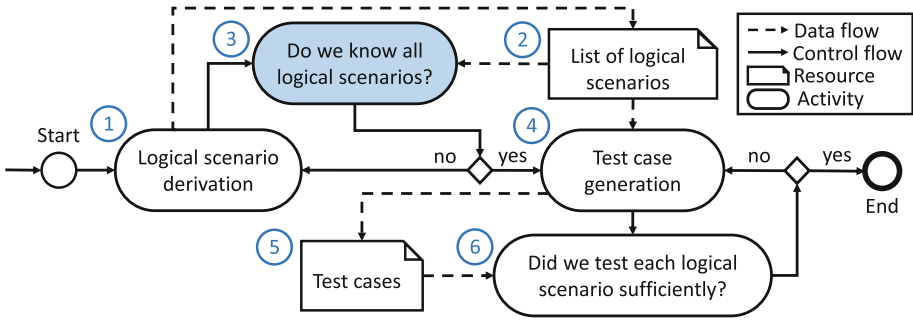 3
Do we know all
logical scenarios?
2
List of logical
scenarios
Data flow
Control flow
Resource
Activity
Start
1
Logical scenario
derivation
no
yes
4
Test case
generation
no
yes
End
5
Test cases
6
Did we test each logical
scenario sufficiently?